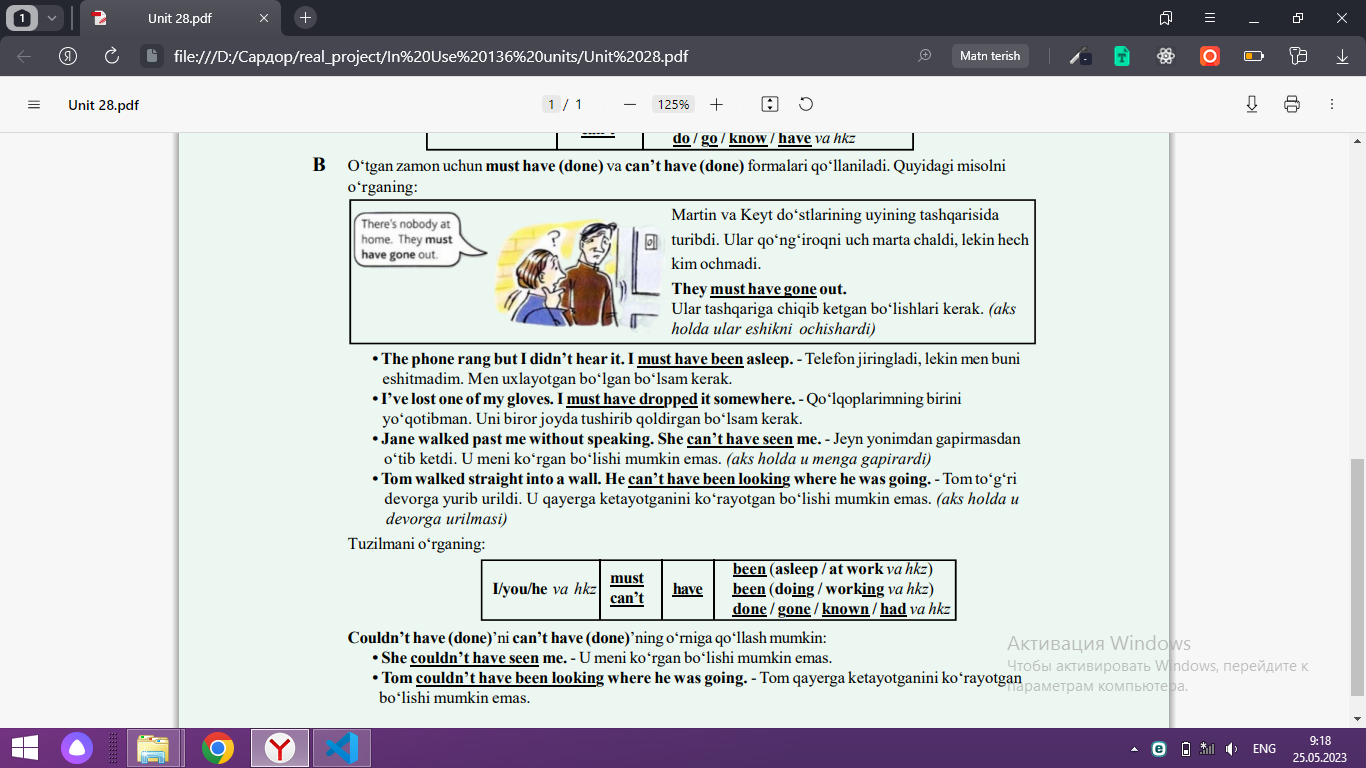 1
Unit 28.pdf
file:///D:/Сардор/real_project/In%20Use%20136%20units/Unit%2028.pdf
Matn terish
Unit 28.pdf
1 / 1
125%
do / go / know / have va hkz
B O‘tgan zamon uchun must have (done) va can’t have (done) formalari qo‘llaniladi. Quyidagi misolni
o‘rganing:
There's nobody at
home. They must
have gone out.
?
Martin va Keyt do‘stlarining uyining tashqarisida
turibdi. Ular qo‘ng‘iroqni uch marta chaldi, lekin hech
kim ochmadi.
They must have gone out.
Ular tashqariga chiqib ketgan bo‘lishlari kerak. (aks
holda ular eshikni ochishardi)
• The phone rang but I didn’t hear it. I must have been asleep. - Telefon jiringladi, lekin men buni
eshitmadim. Men uxlayotgan bo‘lgan bo‘lsam kerak.
• I’ve lost one of my gloves. I must have dropped it somewhere. - Qo‘lqoplarimning birini
yo‘qotibman. Uni biror joyda tushirib qoldirgan bo‘lsam kerak.
• Jane walked past me without speaking. She can’t have seen me. - Jeyn yonimdan gapirmasdan
o‘tib ketdi. U meni ko‘rgan bo‘lishi mumkin emas. (aks holda u menga gapirardi)
• Tom walked straight into a wall. He can’t have been looking where he was going. - Tom to‘g‘ri
devorga yurib urildi. U qayerga ketayotganini ko‘rayotgan bo‘lishi mumkin emas. (aks holda u
devorga urilmasi)
Tuzilmani o‘rganing:
I/you/he va hkz
must
can’t
have
been (asleep / at work va hkz)
been (doing / working va hkz)
done / gone / known / had va hkz
Couldn’t have (done)’ni can’t have (done)’ning o‘rniga qo‘llash mumkin:
• She couldn’t have seen me. - U meni ko‘rgan bo‘lishi mumkin emas.
• Tom couldn’t have been looking where he was going. - Tom qayerga ketayotganini ko‘rayotgan
bo‘lishi mumkin emas.
Активация Windows
Чтобы активировать Windows, перейдите к
параметрам компьютера.
ENG
9:18
25.05.2023